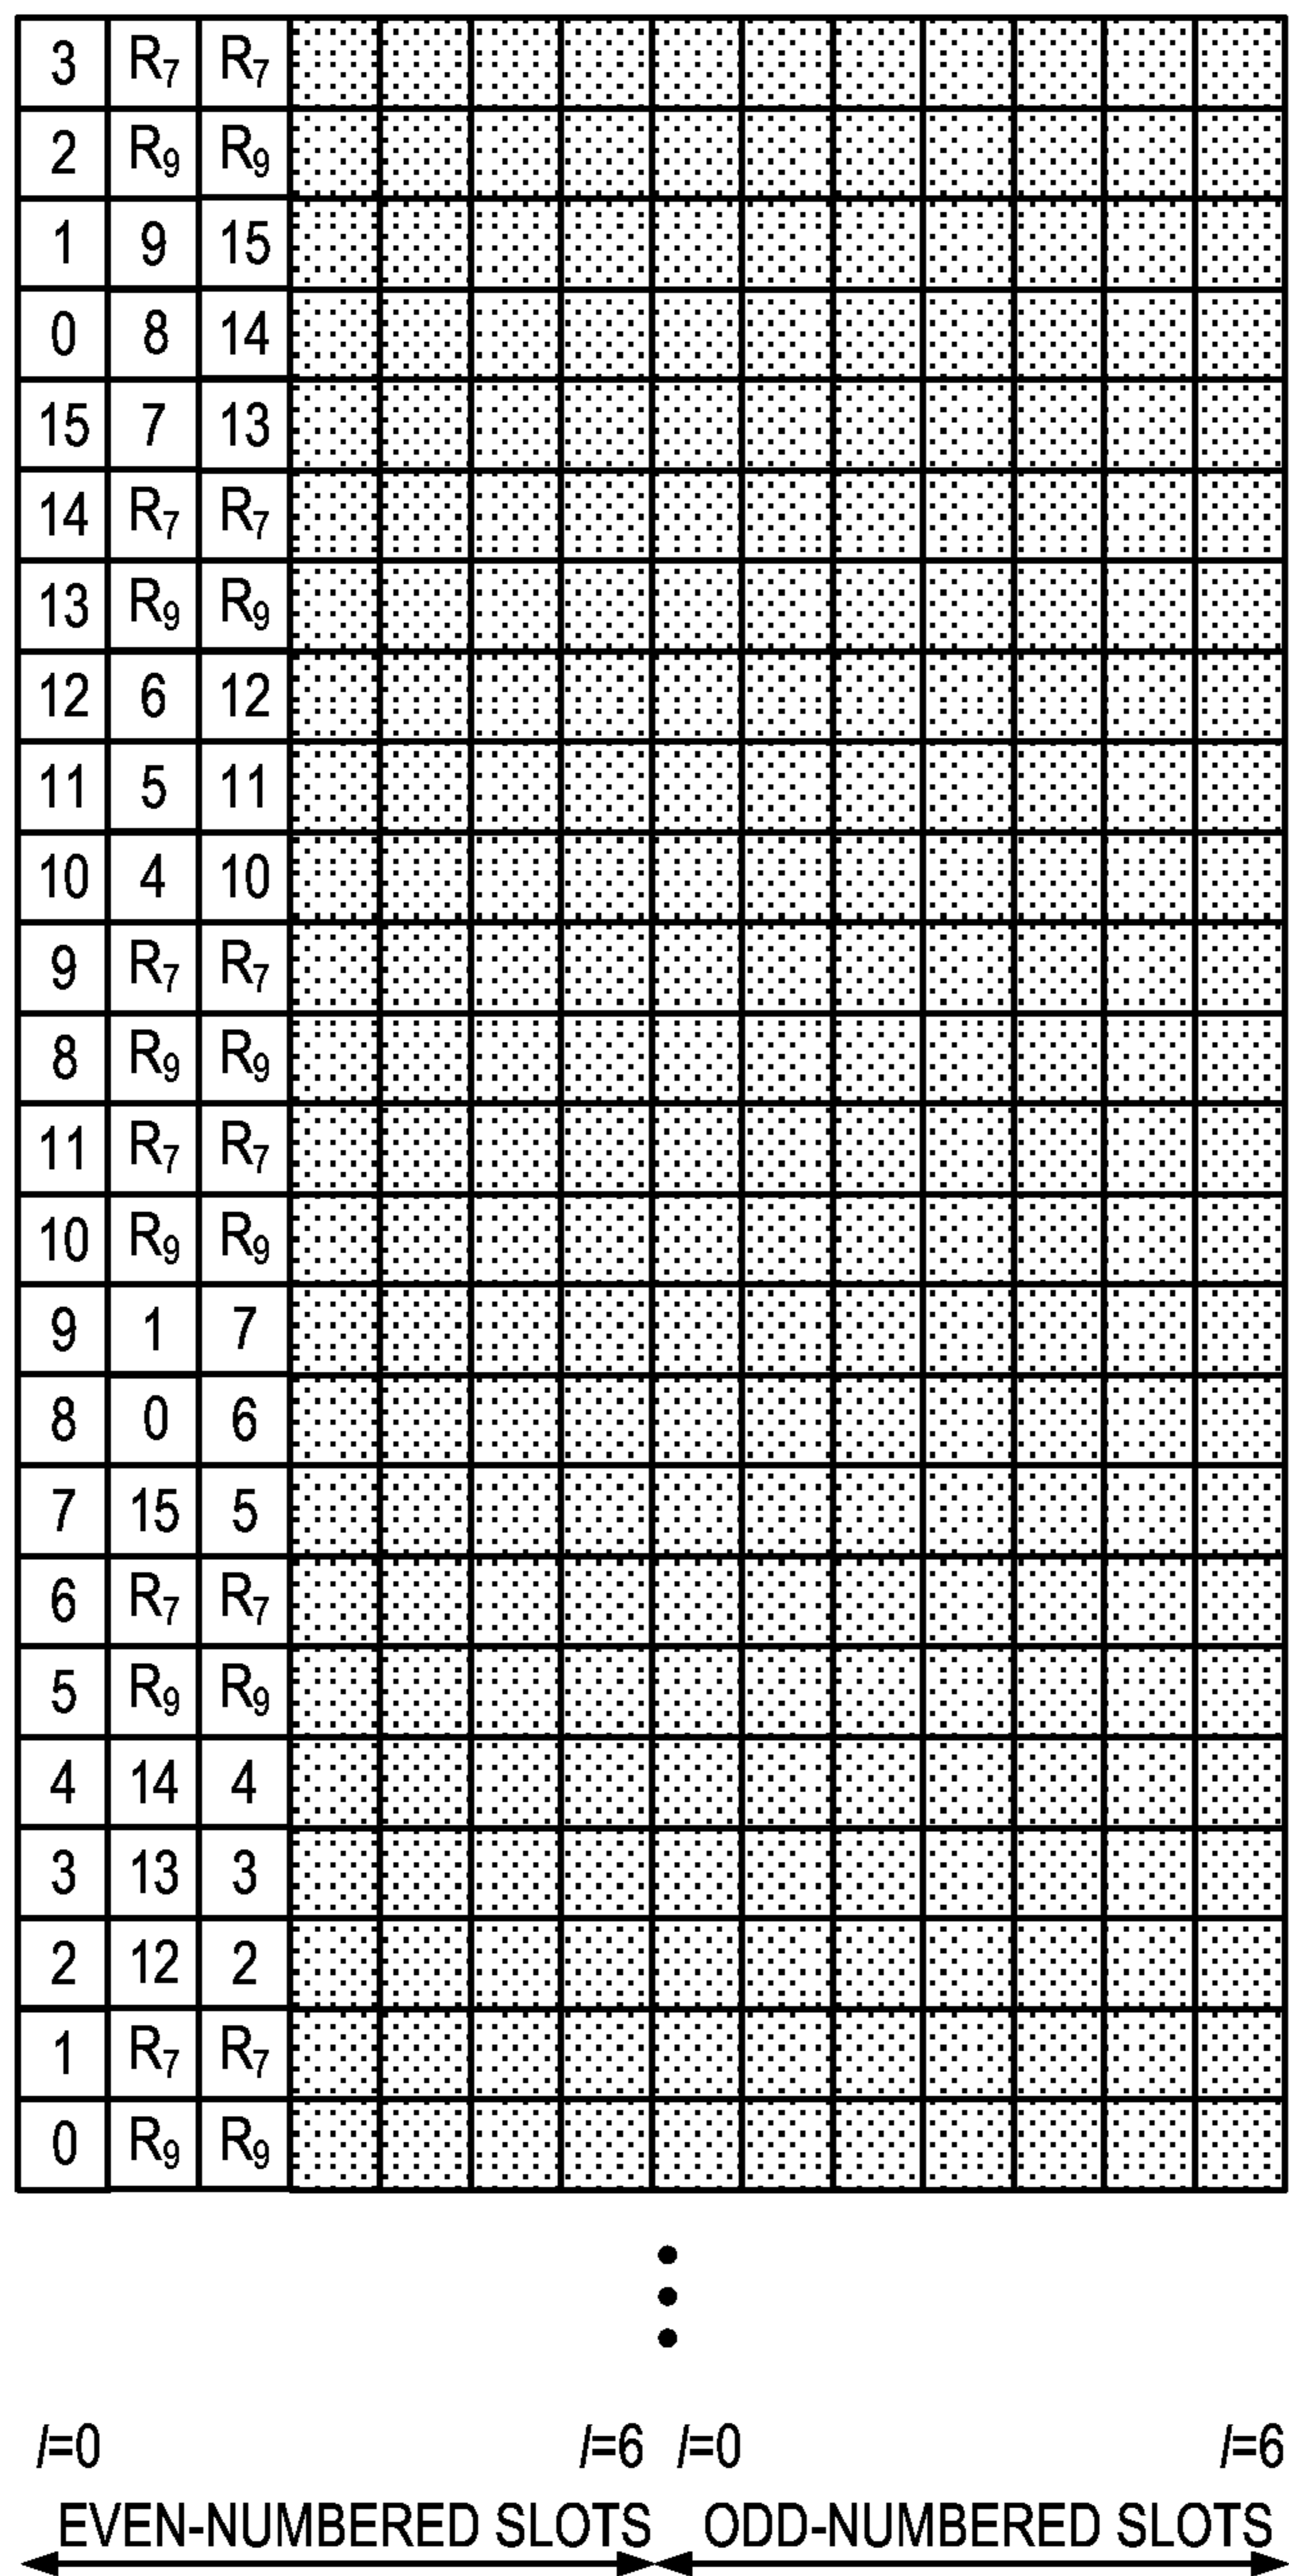 3 R₇ R₇
2 R₉ R₉
1 9 15
0 8 14
15 7 13
14 R₇ R₇
13 R₉ R₉
12 6 12
11 5 11
10 4 10
9 R₇ R₇
8 R₉ R₉
11 R₇ R₇
10 R₉ R₉
9 1 7
8 0 6
7 15 5
6 R₇ R₇
5 R₉ R₉
4 14 4
3 13 3
2 12 2
1 R₇ R₇
0 R₉ R₉
l=0 l=6 l=0 l=6
EVEN-NUMBERED SLOTS ODD-NUMBERED SLOTS